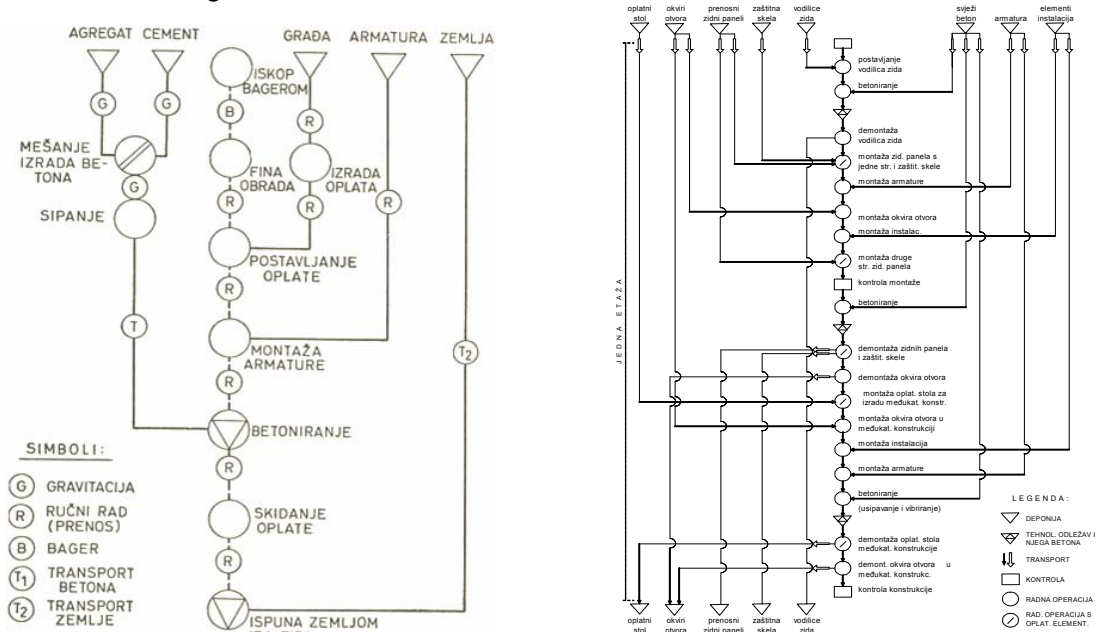 AGREGAT CEMENT GRAĐA ARMATURA ZEMLJA
ISKOP
BAGEROM
G G
B
R
MEŠANJE
IZRADA BE-
TONA
FINA
OBRADA
IZRADA
OPLATA
G
R
R
R
SIPANJE
POSTAVLJANJE
OPLATE
R
T
T2
MONTAŽA
ARMATURE
R
BETONIRANJE
R
SIMBOLI:
G GRAVITACIJA
R RUČNI RAD
(PRENOS)
B BAGER
T1 TRANSPORT
BETONA
T2 TRANSPORT
ZEMLJE
SKIDANJE
OPLATE
B
ISPUNA ZEMLJOM
oplatni
stol
okviri
otvora
prenosni
zidni paneli
zaštitna
skela
vodilice
zida
svježi
beton
armatura
elementi
instalacija
JEDNA ETAŽA
postavljanje
vodilica zida
betoniranje
demontaža
vodilica zida
montaža zid. panela s
jedne str. i zaštit. skele
montaža armature
montaža okvira otvora
montaža instalac.
montaža druge
str. zid. panela
kontrola montaže
betoniranje
demontaža zidnih panela
i zaštit. skele
demontaža okvira otvora
montaža oplat. stola za
izradu međukat. konstr.
montaža okvira otvora u
međukat. konstrukciji
montaža instalacija
montaža armature
betoniranje
(usipavanje i vibriranje)
demontaža oplat. stola
međukat. konstrukcije
demont. okvira otvora u
međukat. konstrukc.
kontrola konstrukcije
LEGENDA:
DEPONIJA
TEHNOL. ODLEŽAV I
NJEGA BETONA
TRANSPORT
KONTROLA
RADNA OPERACIJA
RAD. OPERACIJA S
OPLAT. ELEMENT.
oplatni
stol
okviri
otvora
prenosni
zidni paneli
zaštitna
skela
vodilice
zida